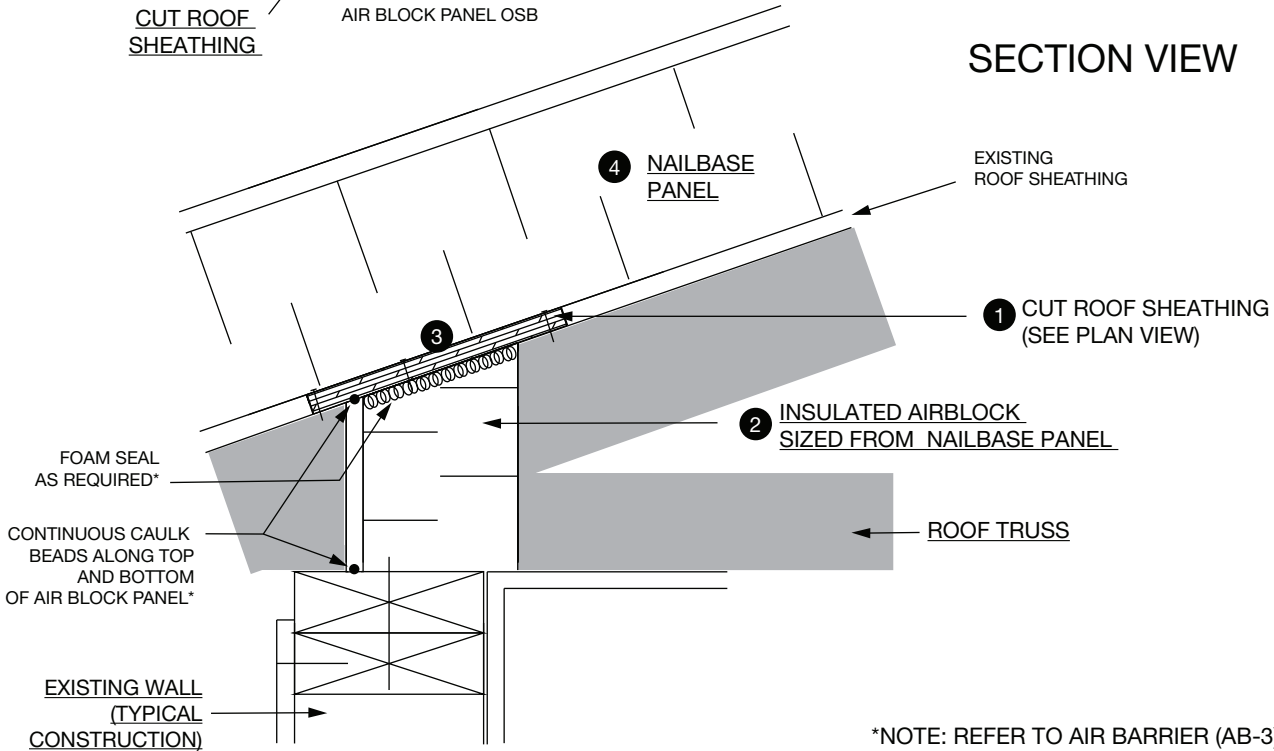 CUT ROOF
SHEATHING
AIR BLOCK PANEL OSB
SECTION VIEW
4 NAILBASE
PANEL
EXISTING
ROOF SHEATHING
3
1 CUT ROOF SHEATHING
(SEE PLAN VIEW)
2 INSULATED AIRBLOCK
SIZED FROM NAILBASE PANEL
FOAM SEAL
AS REQUIRED*
CONTINUOUS CAULK
BEADS ALONG TOP
AND BOTTOM
OF AIR BLOCK PANEL*
ROOF TRUSS
EXISTING WALL
(TYPICAL
CONSTRUCTION)
*NOTE: REFER TO AIR BARRIER (AB-3